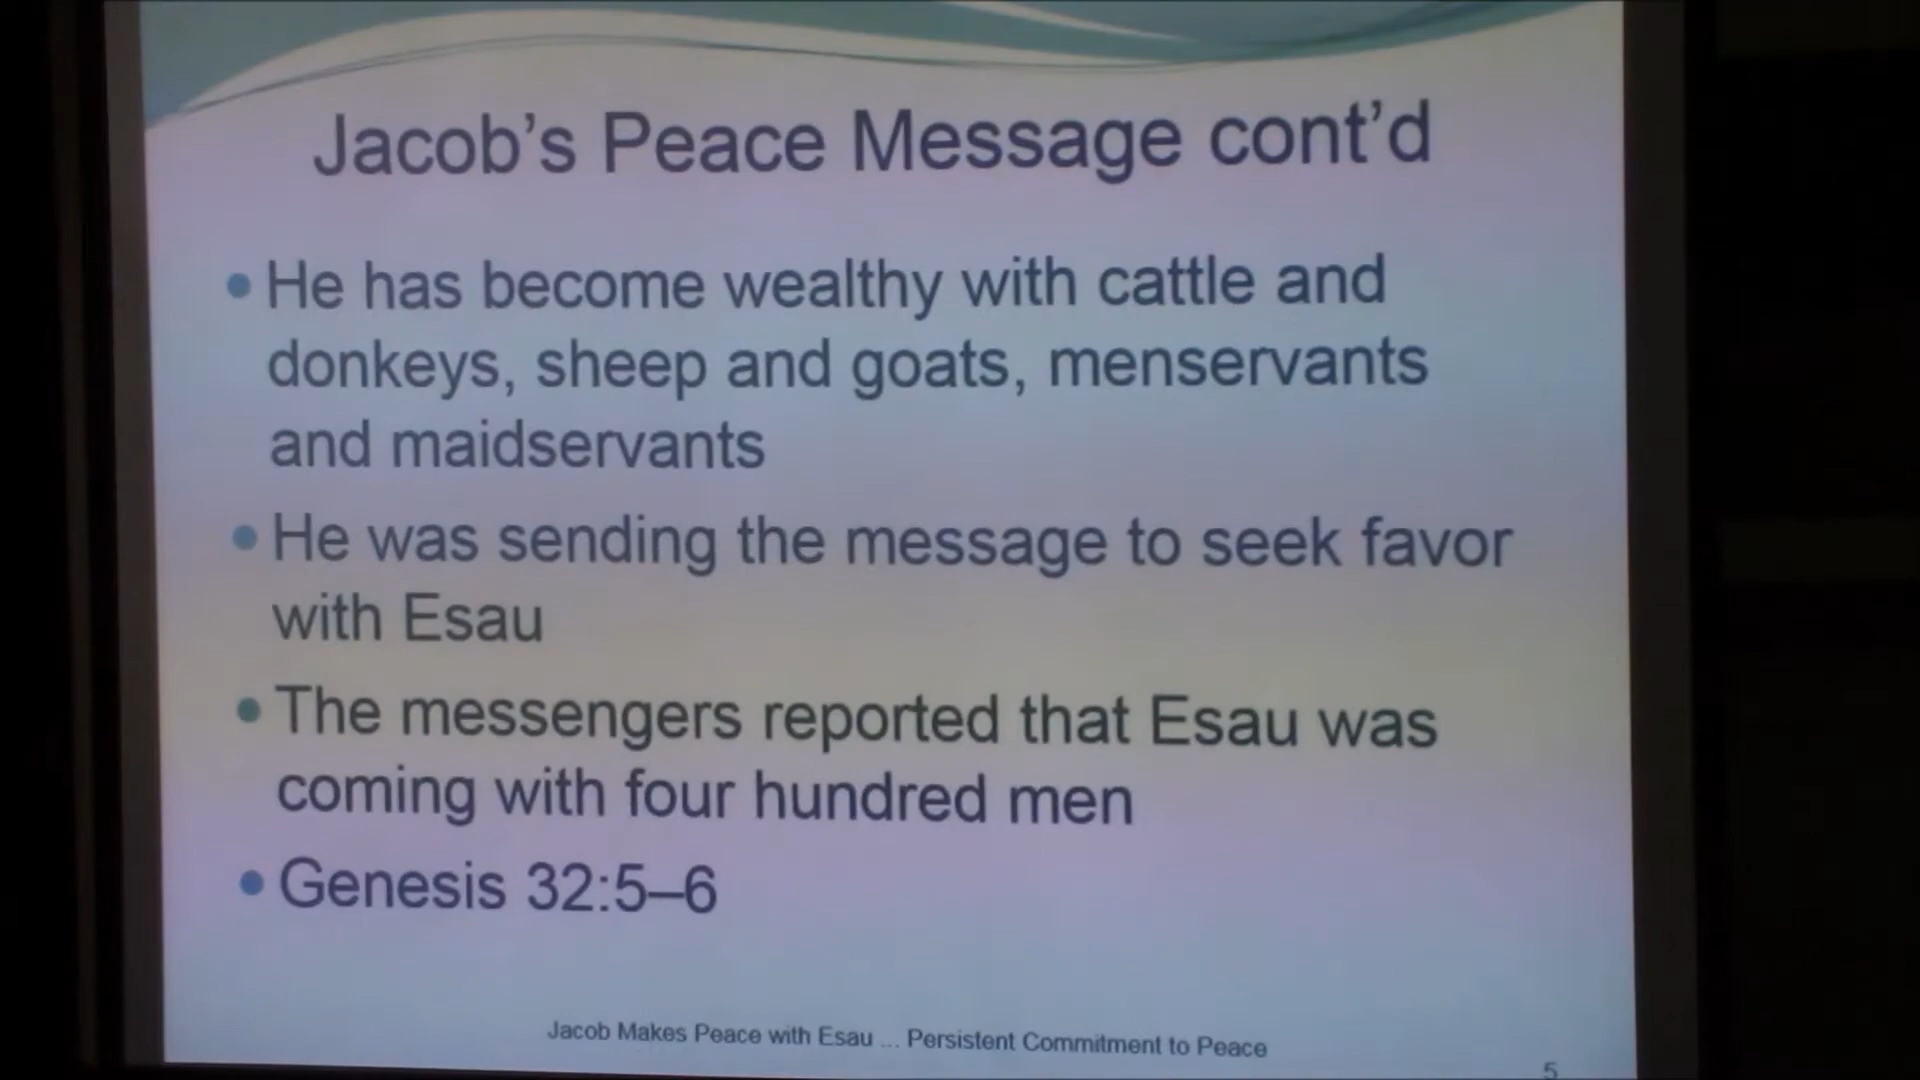 Jacob's Peace Message cont'd
• He has become wealthy with cattle and
donkeys, sheep and goats, menservants
and maidservants
• He was sending the message to seek favor
with Esau
• The messengers reported that Esau was
coming with four hundred men
• Genesis 32:5–6
Jacob Makes Peace with Esau ... Persistent Commitment to Peace
5